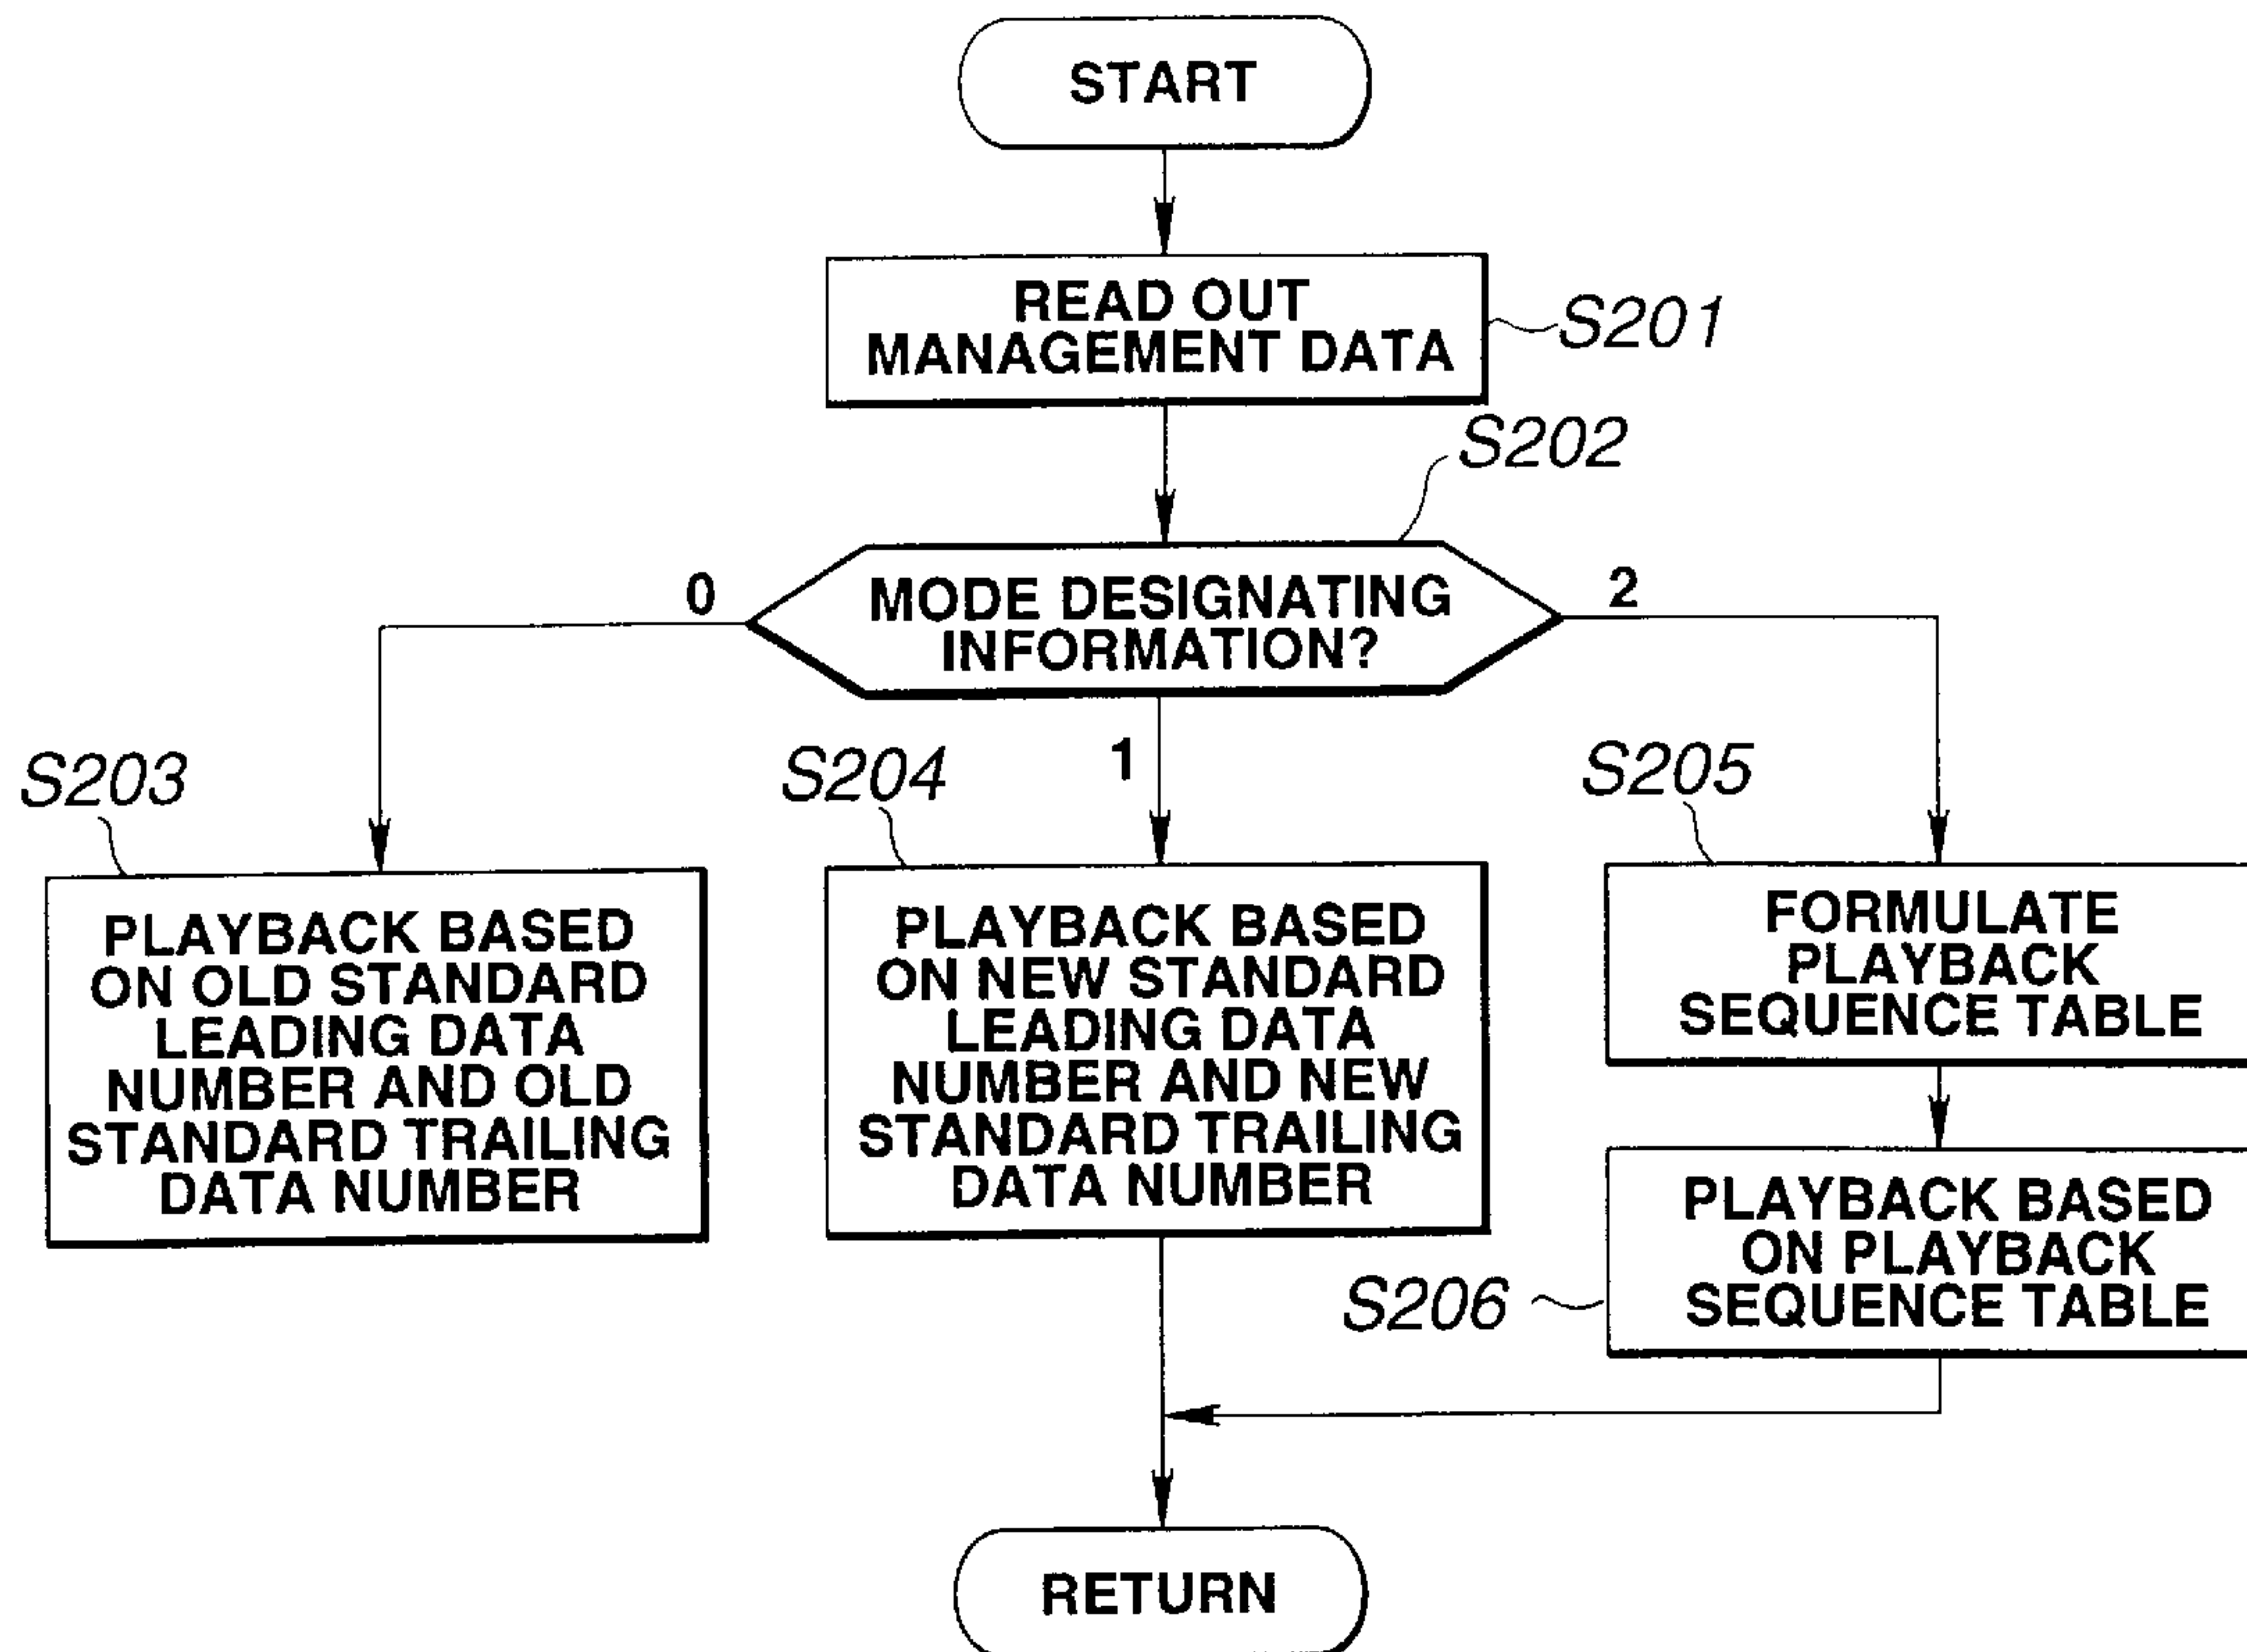 START
READ OUT
MANAGEMENT DATA
S201
S202
MODE DESIGNATING
INFORMATION?
0
2
1
S203
S204
S205
PLAYBACK BASED
ON OLD STANDARD
LEADING DATA
NUMBER AND OLD
STANDARD TRAILING
DATA NUMBER
PLAYBACK BASED
ON NEW STANDARD
LEADING DATA
NUMBER AND NEW
STANDARD TRAILING
DATA NUMBER
FORMULATE
PLAYBACK
SEQUENCE TABLE
PLAYBACK BASED
ON PLAYBACK
SEQUENCE TABLE
S206
RETURN